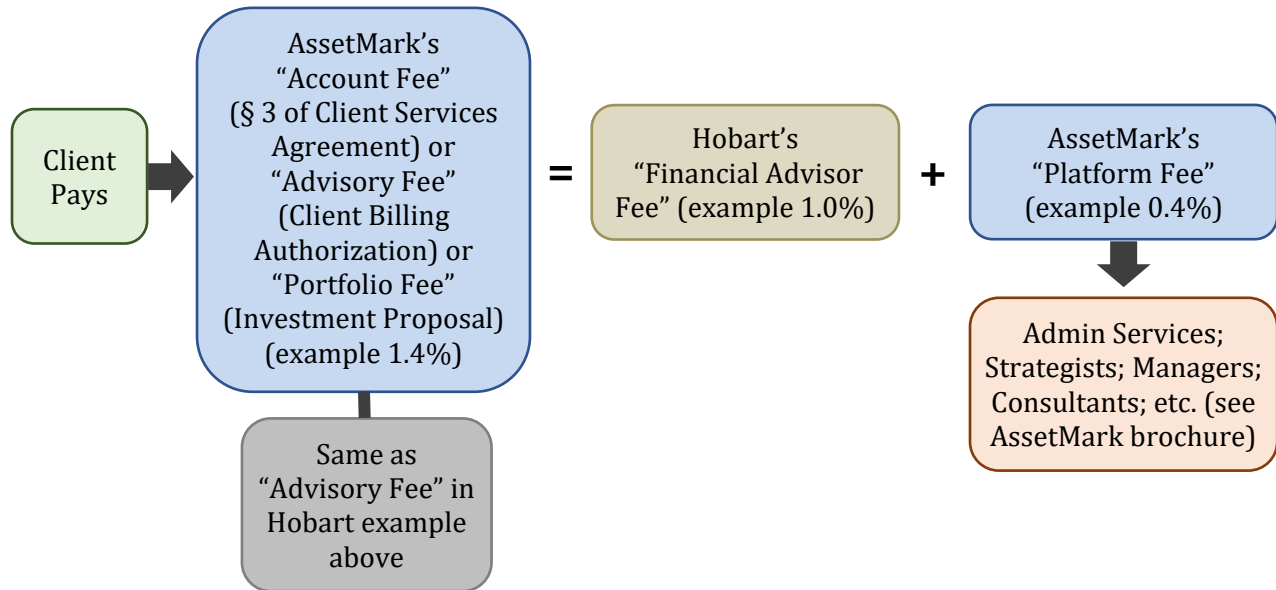 Client
Pays
AssetMark's
“Account Fee”
(§ 3 of Client Services
Agreement) or
“Advisory Fee”
(Client Billing
Authorization) or
“Portfolio Fee”
(Investment Proposal)
(example 1.4%)
=
Hobart's
“Financial Advisor
Fee” (example 1.0%)
+
AssetMark's
“Platform Fee”
(example 0.4%)
Admin Services;
Strategists; Managers;
Consultants; etc. (see
AssetMark brochure)
Same as
“Advisory Fee” in
Hobart example
above